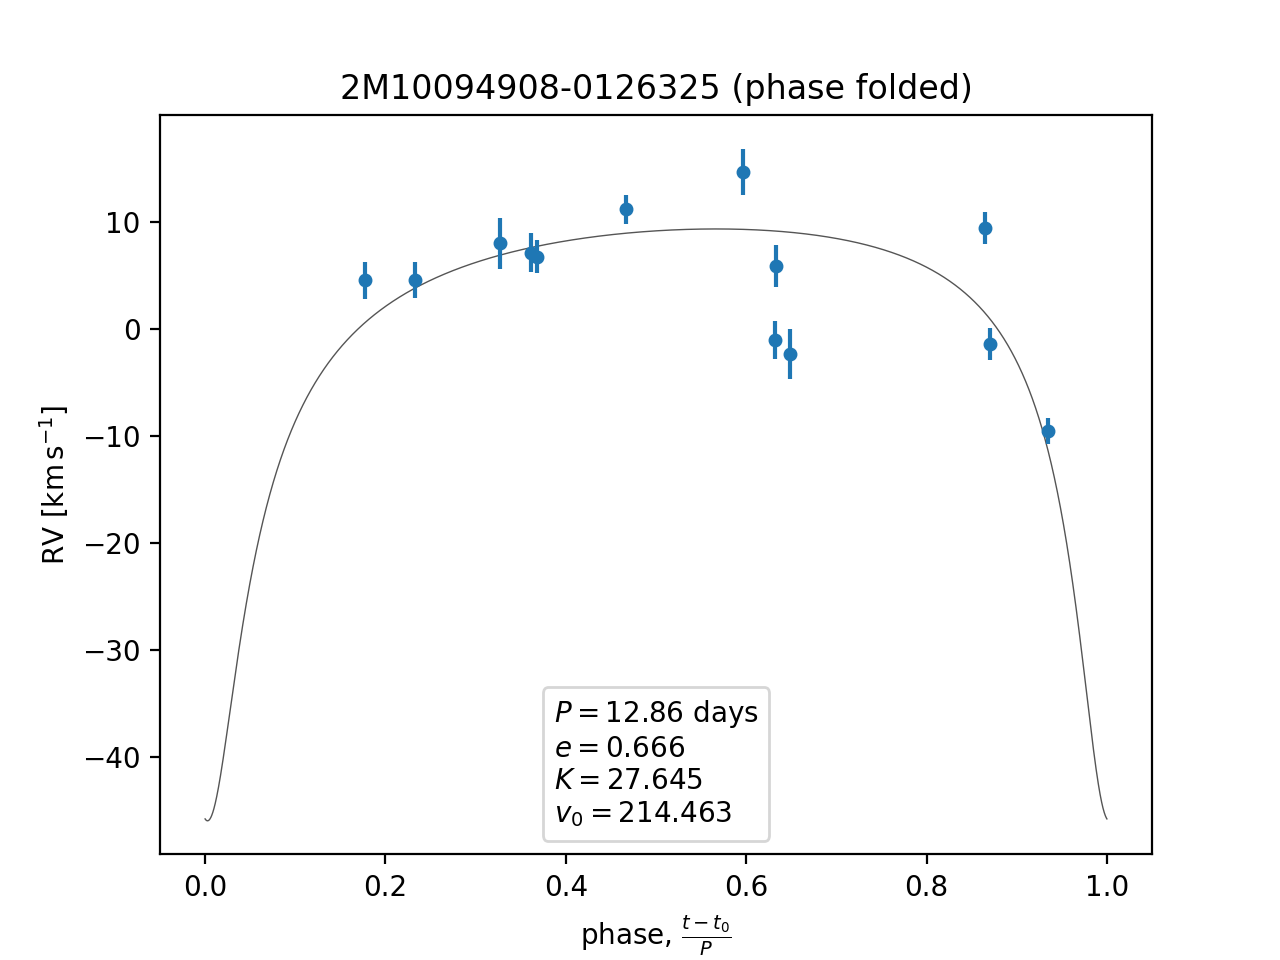 2M10094908-0126325 (phase folded)
RV [km s⁻¹]
10
0
−10
−20
−30
−40
P = 12.86 days
e = 0.666
K = 27.645
v₀ = 214.463
0.0 0.2 0.4 0.6 0.8 1.0
phase, (t − t₀)/P